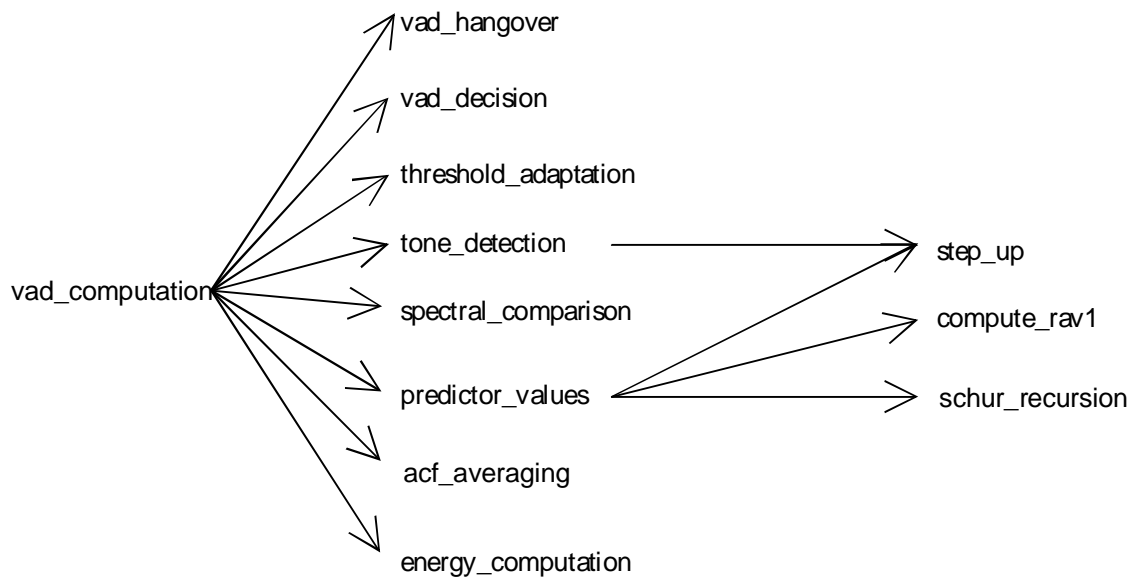 vad_hangover
vad_decision
threshold_adaptation
tone_detection
step_up
vad_computation
spectral_comparison
compute_rav1
predictor_values
schur_recursion
acf_averaging
energy_computation